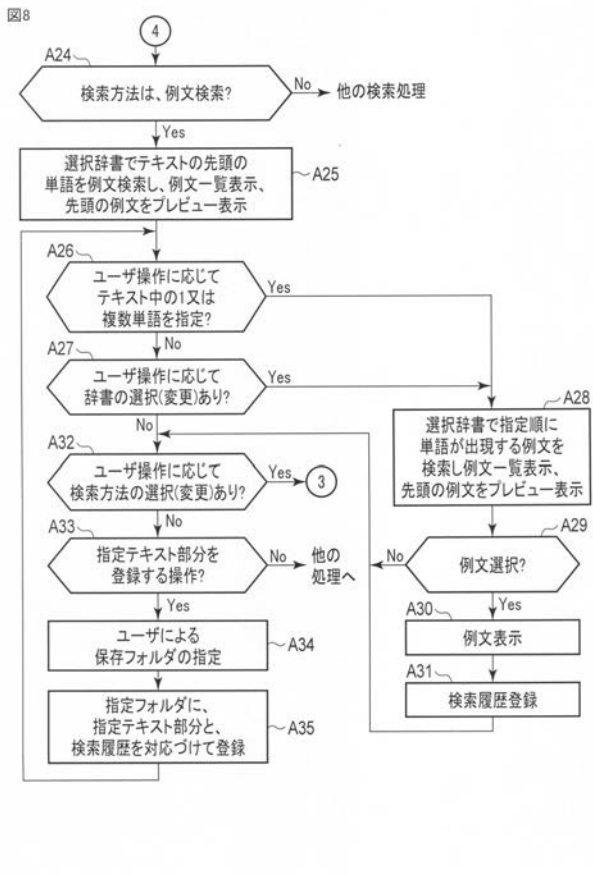 図8
4
A24
検索方法は、例文検索?
No
他の検索処理
Yes
選択辞書でテキストの先頭の
単語を例文検索し、例文一覧表示、
先頭の例文をプレビュー表示
A25
A26
ユーザ操作に応じて
テキスト中の1又は
複数単語を指定?
Yes
No
A27
ユーザ操作に応じて
辞書の選択(変更)あり?
Yes
No
A28
選択辞書で指定順に
単語が出現する例文を
検索し例文一覧表示、
先頭の例文をプレビュー表示
A32
ユーザ操作に応じて
検索方法の選択(変更)あり?
Yes
3
No
A29
例文選択?
No
Yes
A33
指定テキスト部分を
登録する操作?
No
他の
処理へ
Yes
A30
例文表示
A34
ユーザによる
保存フォルダの指定
A31
検索履歴登録
A35
指定フォルダに、
指定テキスト部分と、
検索履歴を対応づけて登録